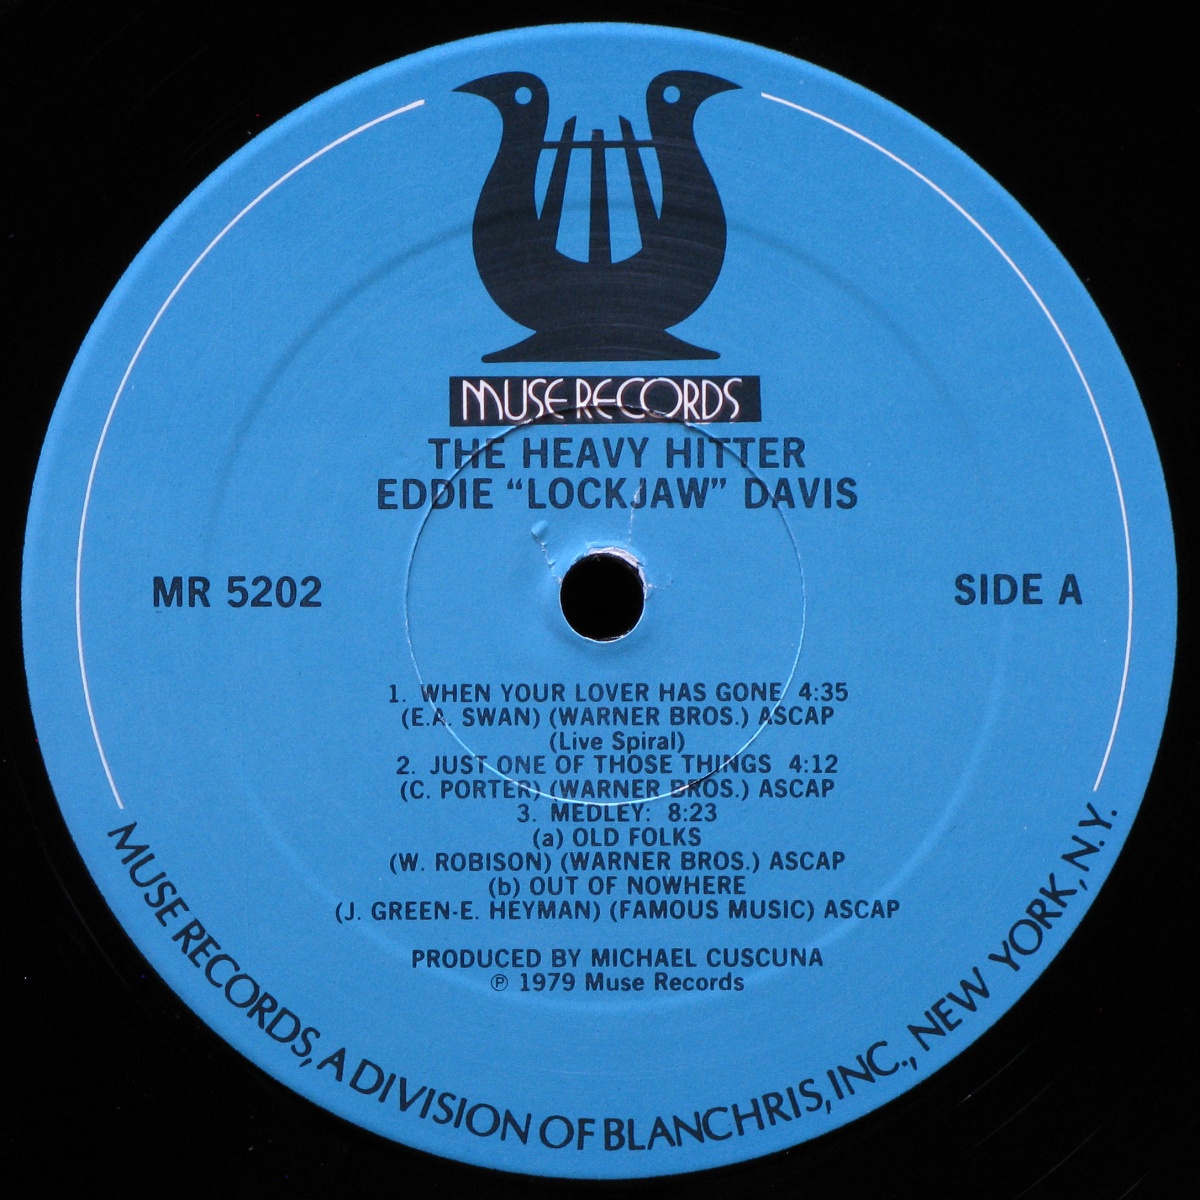 MUSE RECORDS
THE HEAVY HITTER
EDDIE “LOCKJAW” DAVIS
MR 5202
SIDE A
1. WHEN YOUR LOVER HAS GONE 4:35
(E.A. SWAN) (WARNER BROS.) ASCAP
(Live Spiral)
2. JUST ONE OF THOSE THINGS 4:12
(C. PORTER) (WARNER BROS.) ASCAP
3. MEDLEY: 8:23
(a) OLD FOLKS
(W. ROBISON) (WARNER BROS.) ASCAP
(b) OUT OF NOWHERE
(J. GREEN-E. HEYMAN) (FAMOUS MUSIC) ASCAP
PRODUCED BY MICHAEL CUSCUNA
℗ 1979 Muse Records
MUSE RECORDS, A DIVISION OF BLANCHRIS, INC., NEW YORK, N.Y.